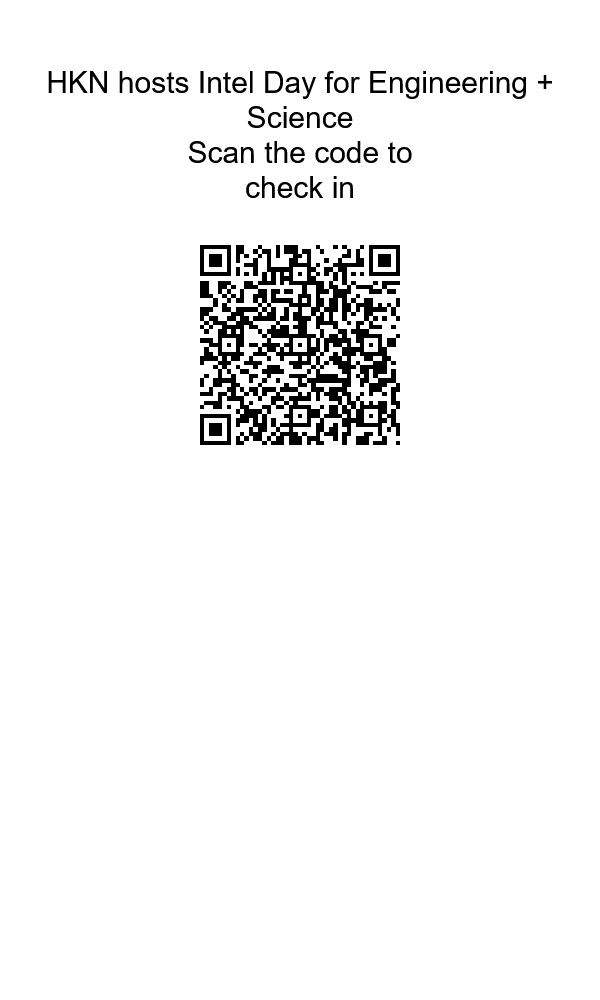 HKN hosts Intel Day for Engineering +
Science
Scan the code to
check in